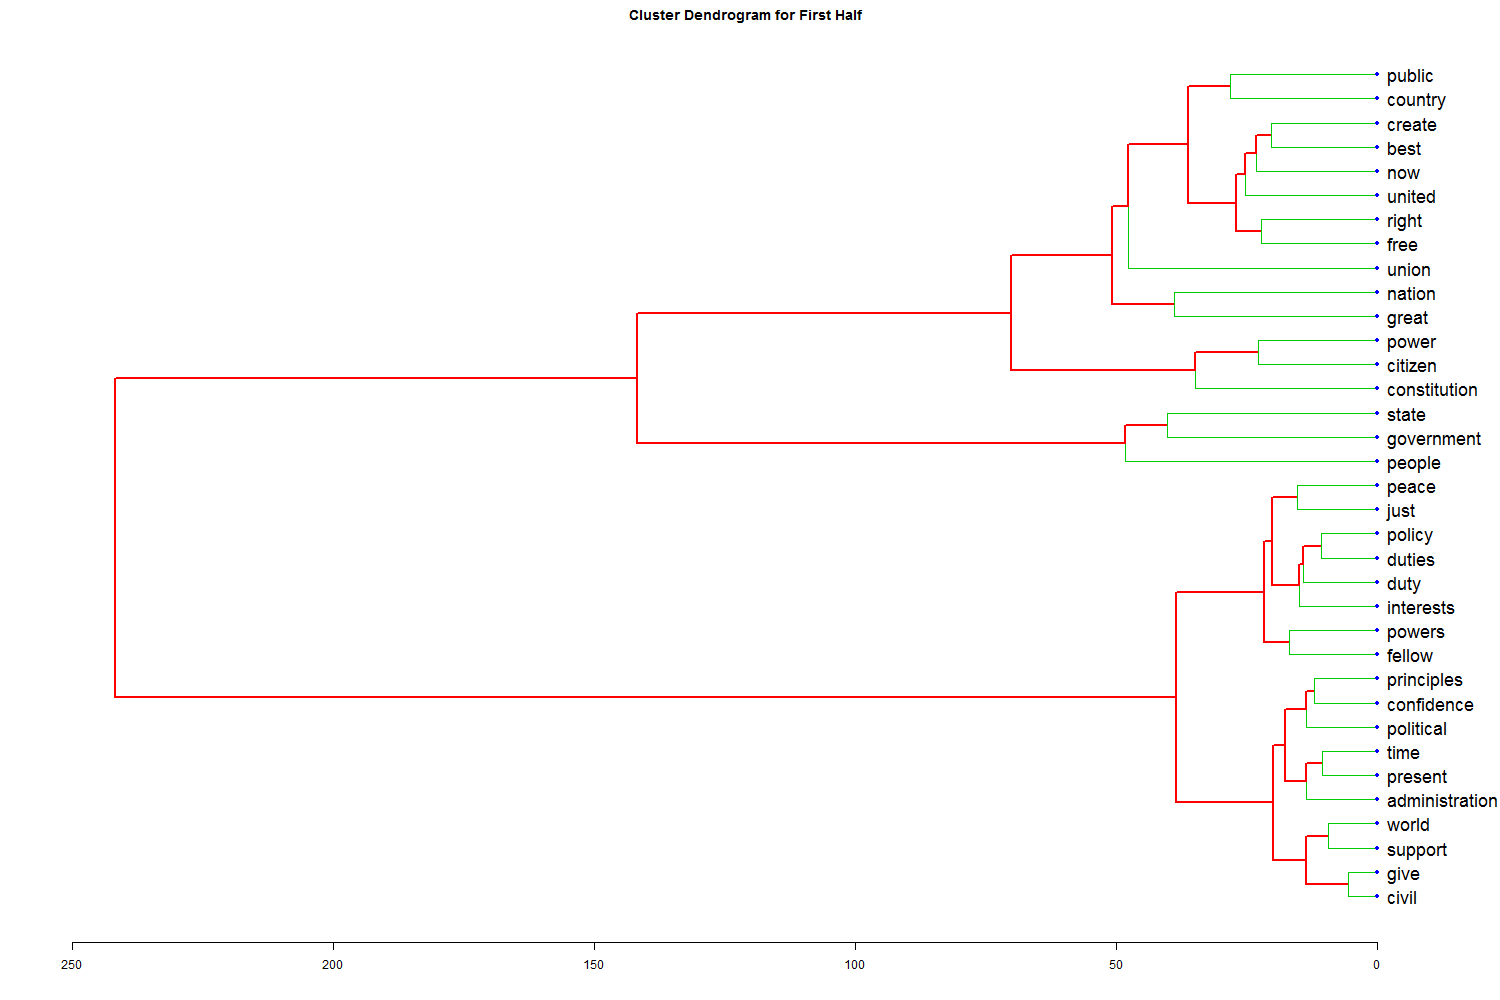 Cluster Dendrogram for First Half
public
country
create
best
now
united
right
free
union
nation
great
power
citizen
constitution
state
government
people
peace
just
policy
duties
duty
interests
powers
fellow
principles
confidence
political
time
present
administration
world
support
give
civil
250 200 150 100 50 0